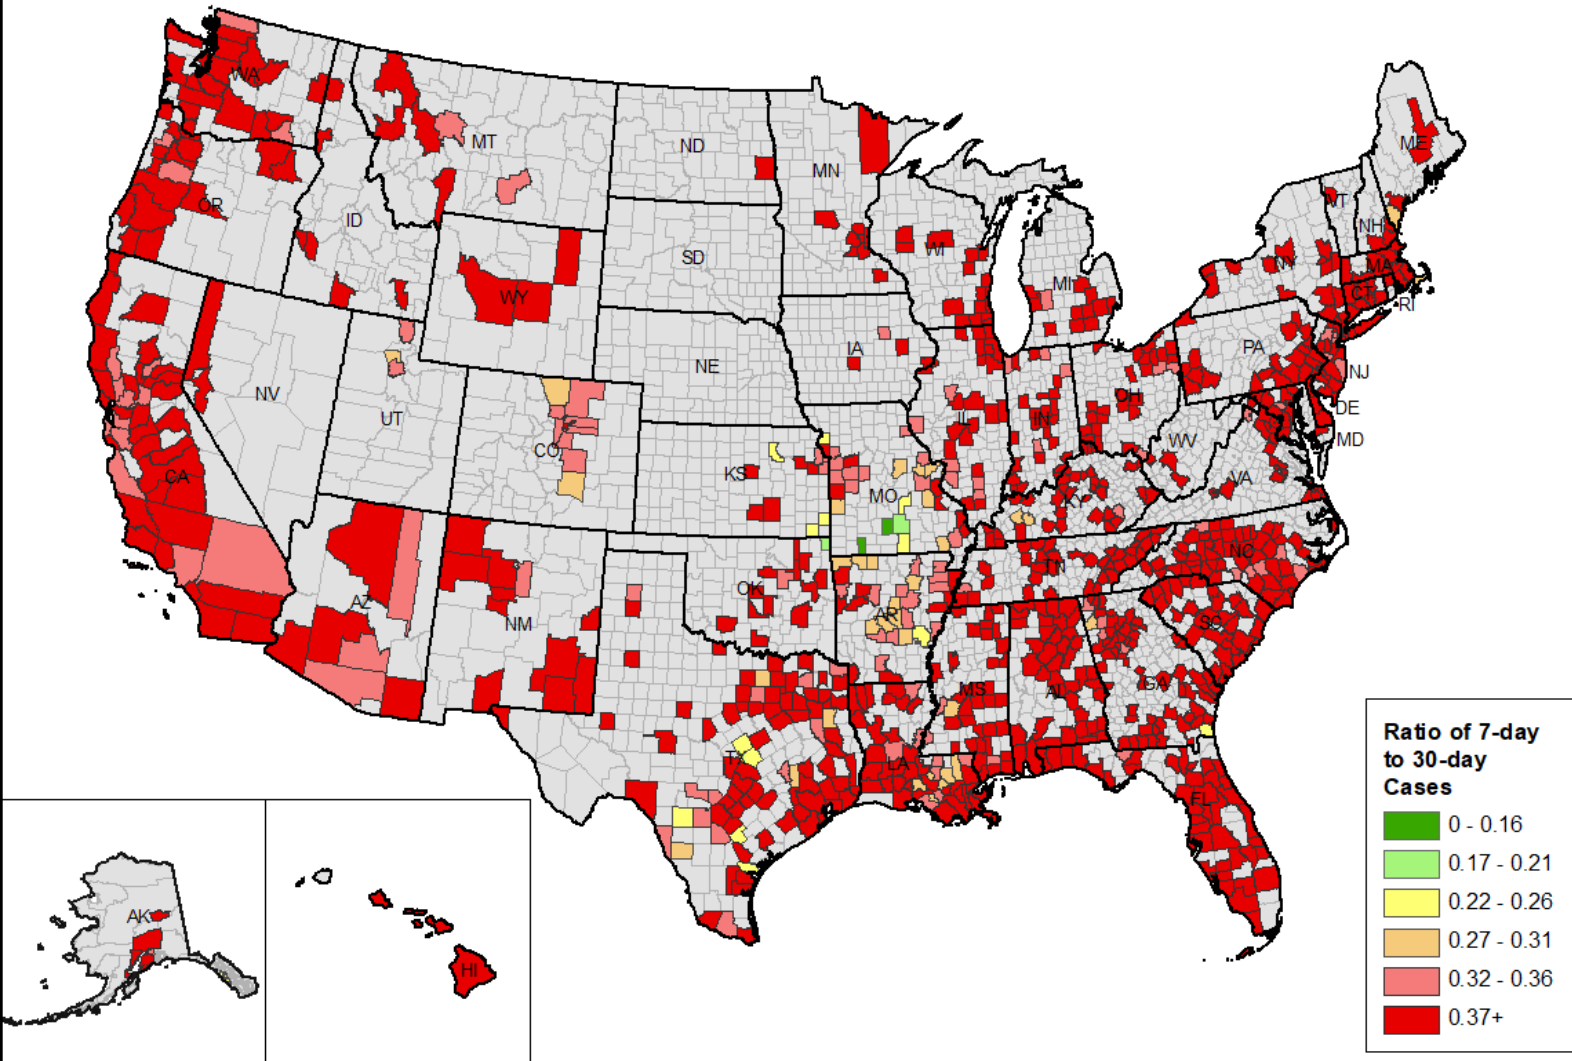 WA
MT
ND
MN
ME
OR
ID
WI
VT
NH
SD
MI
NY
MA
CT
RI
WY
IA
PA
NE
NV
NJ
UT
OH
DE
IL
IN
MD
CO
WV
KS
CA
MO
VA
KY
NC
TN
OK
AZ
AR
NM
SC
MS
AL
GA
TX
LA
FL
AK
HI
Ratio of 7-day
to 30-day
Cases
0 - 0.16
0.17 - 0.21
0.22 - 0.26
0.27 - 0.31
0.32 - 0.36
0.37+